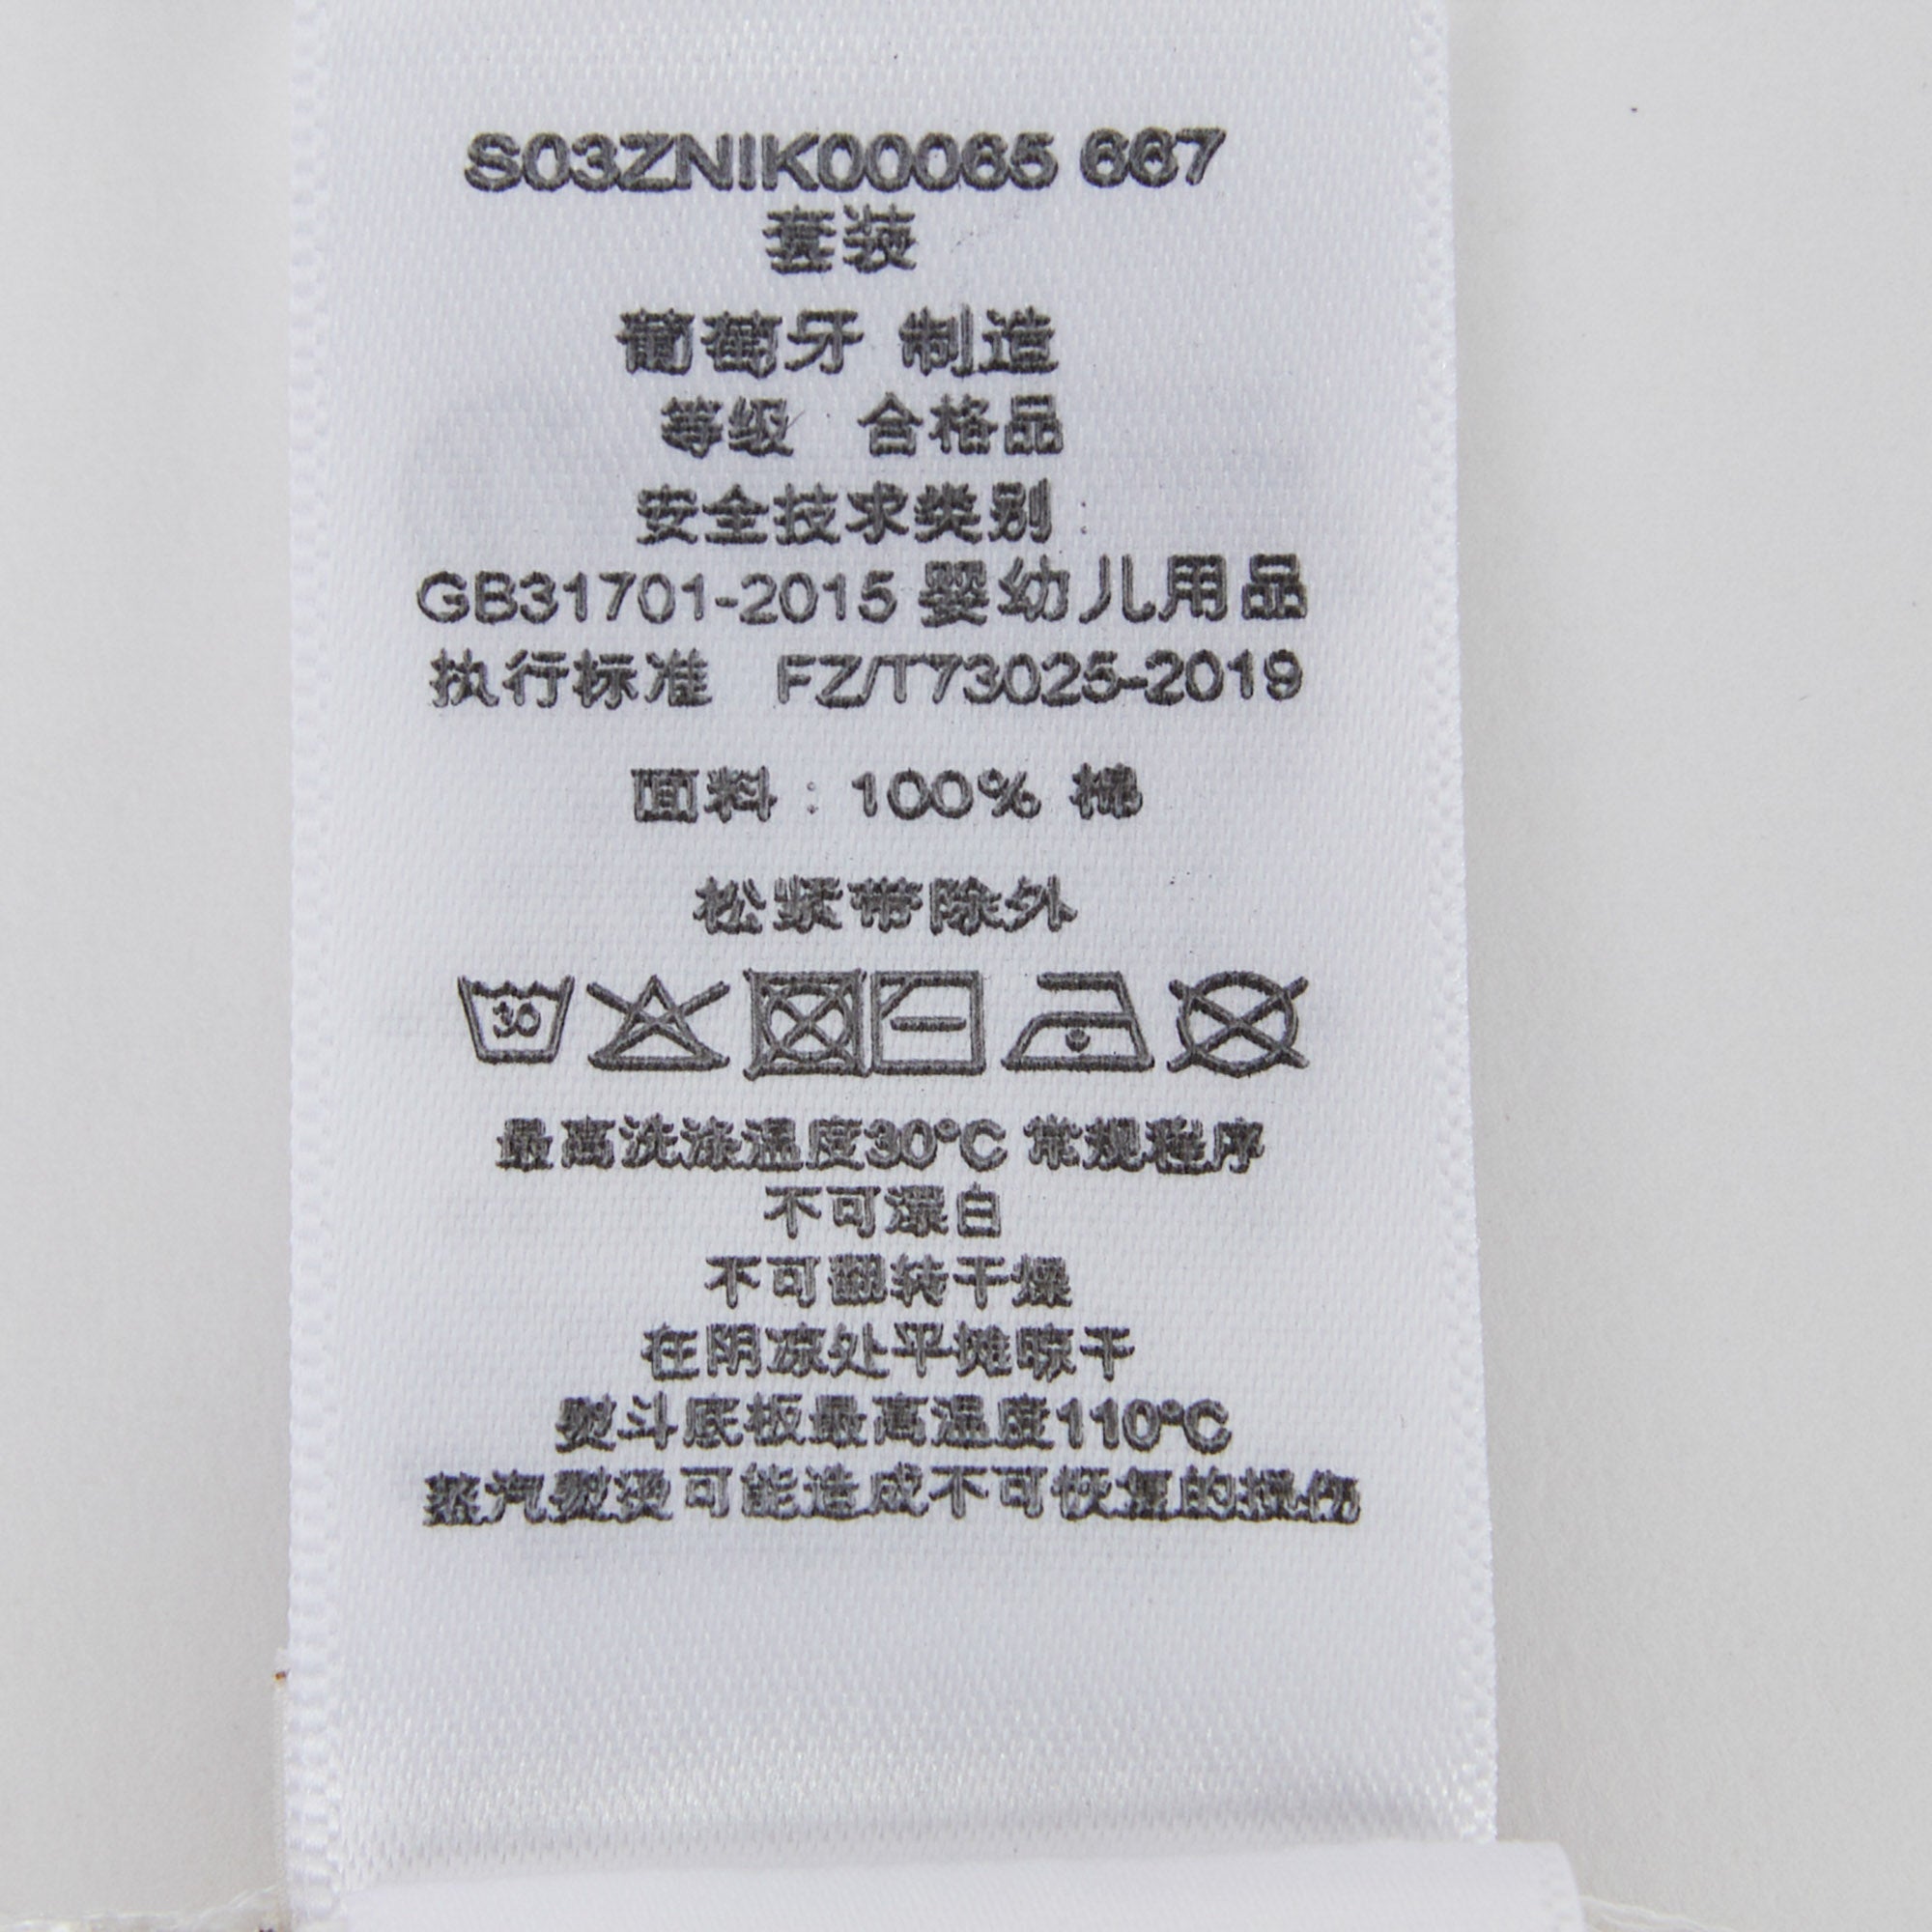 S03ZNIK00065 667
套装
葡萄牙 制造
等级 合格品
安全技求类别 :
GB31701-2015 婴幼儿用品
执行标准 FZ/T73025-2019
面料 : 100% 棉
松紧带除外
30
最高洗涤温度30°C 常规程序
不可漂白
不可翻转干燥
在阴凉处平摊晾干
熨斗底板最高温度110°C
蒸汽熨烫可能造成不可恢复的损伤